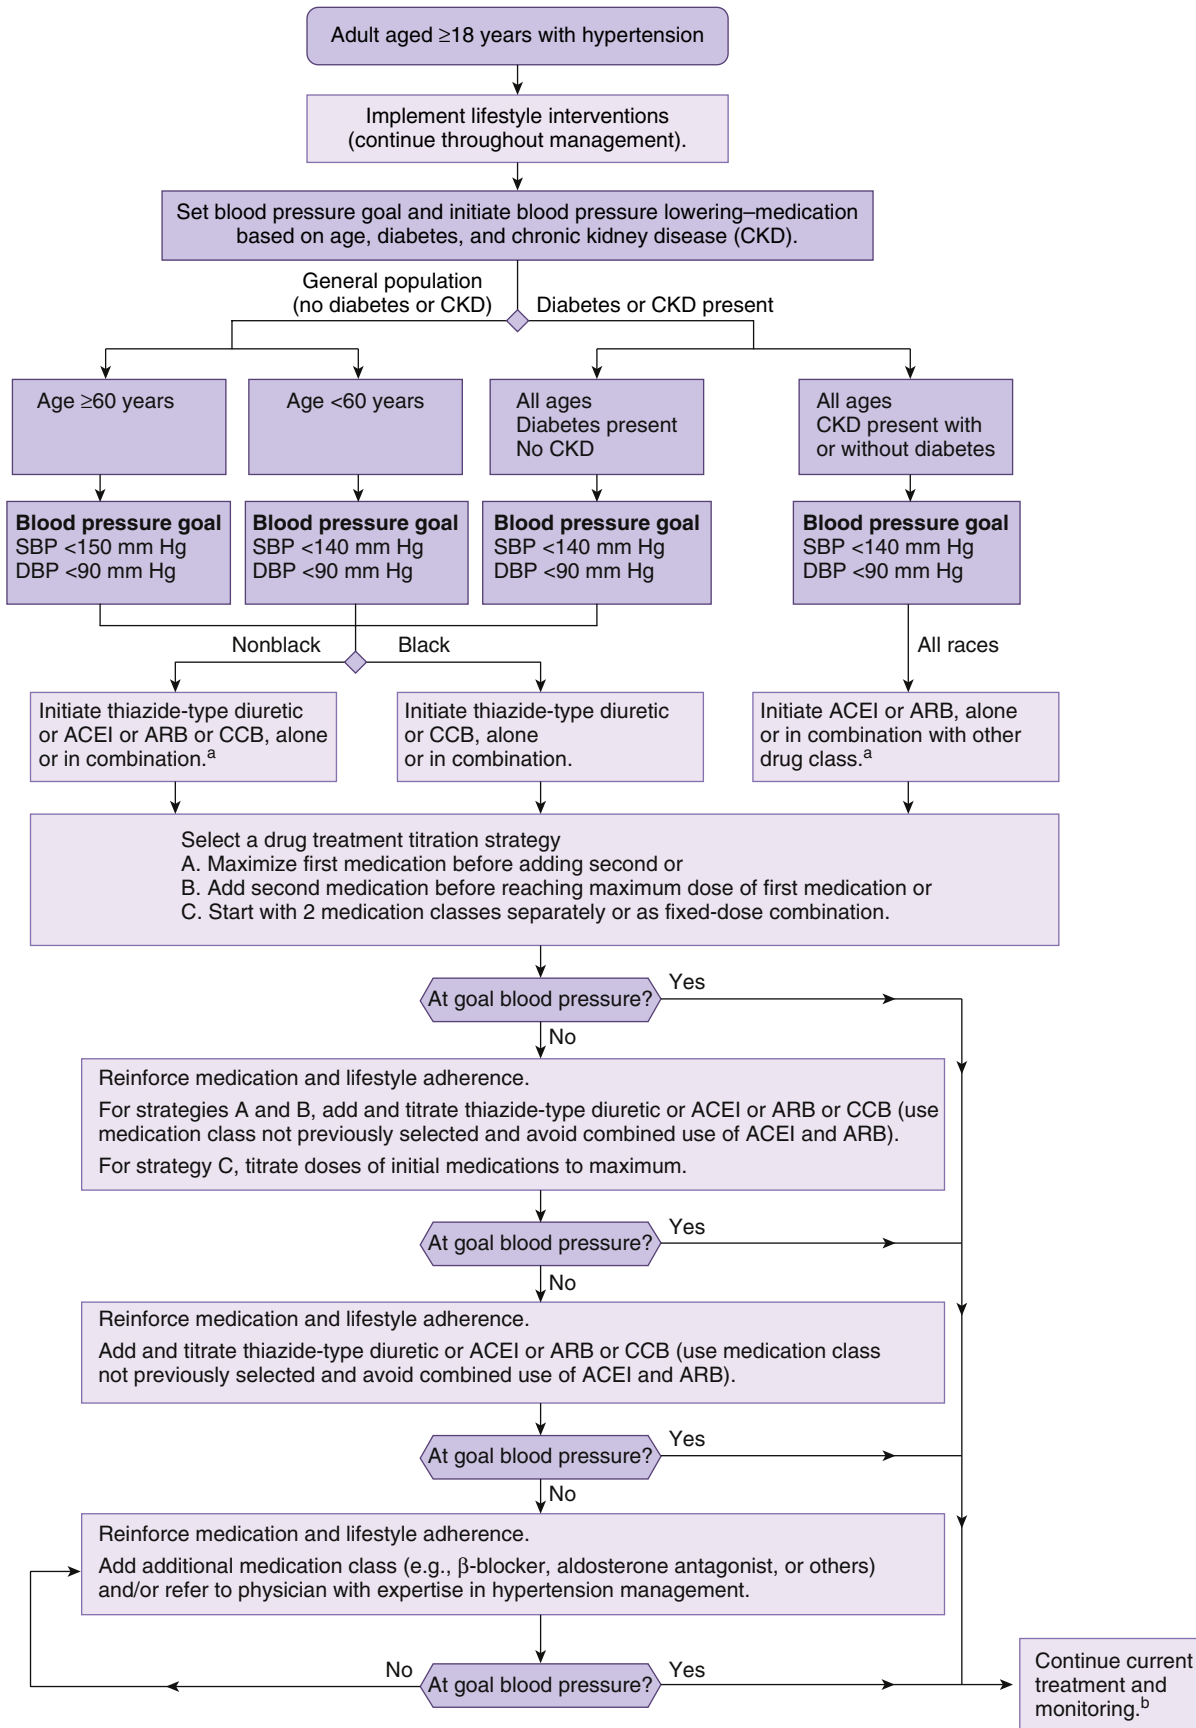 Adult aged ≥18 years with hypertension
Implement lifestyle interventions
(continue throughout management).
Set blood pressure goal and initiate blood pressure lowering–medication
based on age, diabetes, and chronic kidney disease (CKD).
General population
(no diabetes or CKD)
Diabetes or CKD present
Age ≥60 years
Age <60 years
All ages
Diabetes present
No CKD
All ages
CKD present with
or without diabetes
Blood pressure goal
SBP <150 mm Hg
DBP <90 mm Hg
Blood pressure goal
SBP <140 mm Hg
DBP <90 mm Hg
Blood pressure goal
SBP <140 mm Hg
DBP <90 mm Hg
Blood pressure goal
SBP <140 mm Hg
DBP <90 mm Hg
Nonblack
Black
All races
Initiate thiazide-type diuretic
or ACEI or ARB or CCB, alone
or in combination.a
Initiate thiazide-type diuretic
or CCB, alone
or in combination.
Initiate ACEI or ARB, alone
or in combination with other
drug class.a
Select a drug treatment titration strategy
A. Maximize first medication before adding second or
B. Add second medication before reaching maximum dose of first medication or
C. Start with 2 medication classes separately or as fixed-dose combination.
At goal blood pressure?
Yes
No
Reinforce medication and lifestyle adherence.
For strategies A and B, add and titrate thiazide-type diuretic or ACEI or ARB or CCB (use
medication class not previously selected and avoid combined use of ACEI and ARB).
For strategy C, titrate doses of initial medications to maximum.
At goal blood pressure?
Yes
No
Reinforce medication and lifestyle adherence.
Add and titrate thiazide-type diuretic or ACEI or ARB or CCB (use medication class
not previously selected and avoid combined use of ACEI and ARB).
At goal blood pressure?
Yes
No
Reinforce medication and lifestyle adherence.
Add additional medication class (e.g., β-blocker, aldosterone antagonist, or others)
and/or refer to physician with expertise in hypertension management.
No
At goal blood pressure?
Yes
Continue current
treatment and
monitoring.b